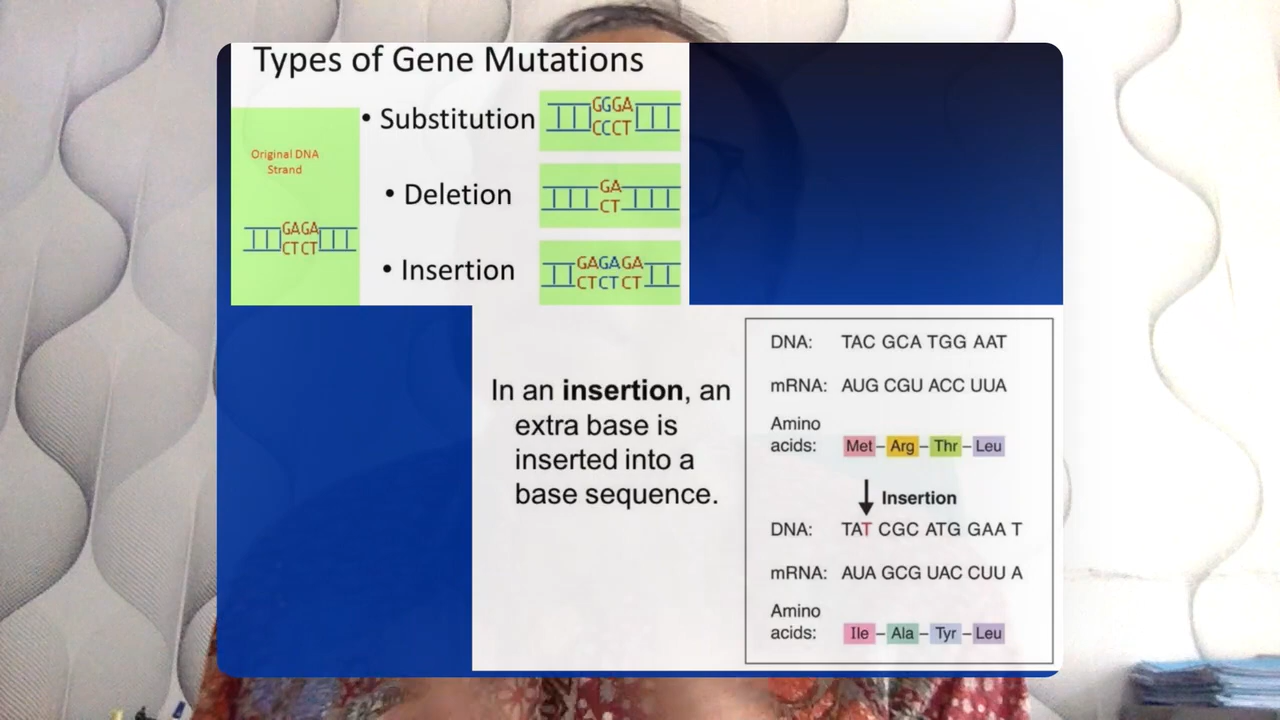 Types of Gene Mutations
Original DNA
Strand
GAGA
CTCT
• Substitution
GGGA
CCCT
• Deletion
GA
CT
• Insertion
GAGAGA
CTCTCT
In an insertion, an
extra base is
inserted into a
base sequence.
DNA: TAC GCA TGG AAT
mRNA: AUG CGU ACC UUA
Amino
acids: Met – Arg – Thr – Leu
Insertion
DNA: TAT CGC ATG GAA T
mRNA: AUA GCG UAC CUU A
Amino
acids: Ile – Ala – Tyr – Leu